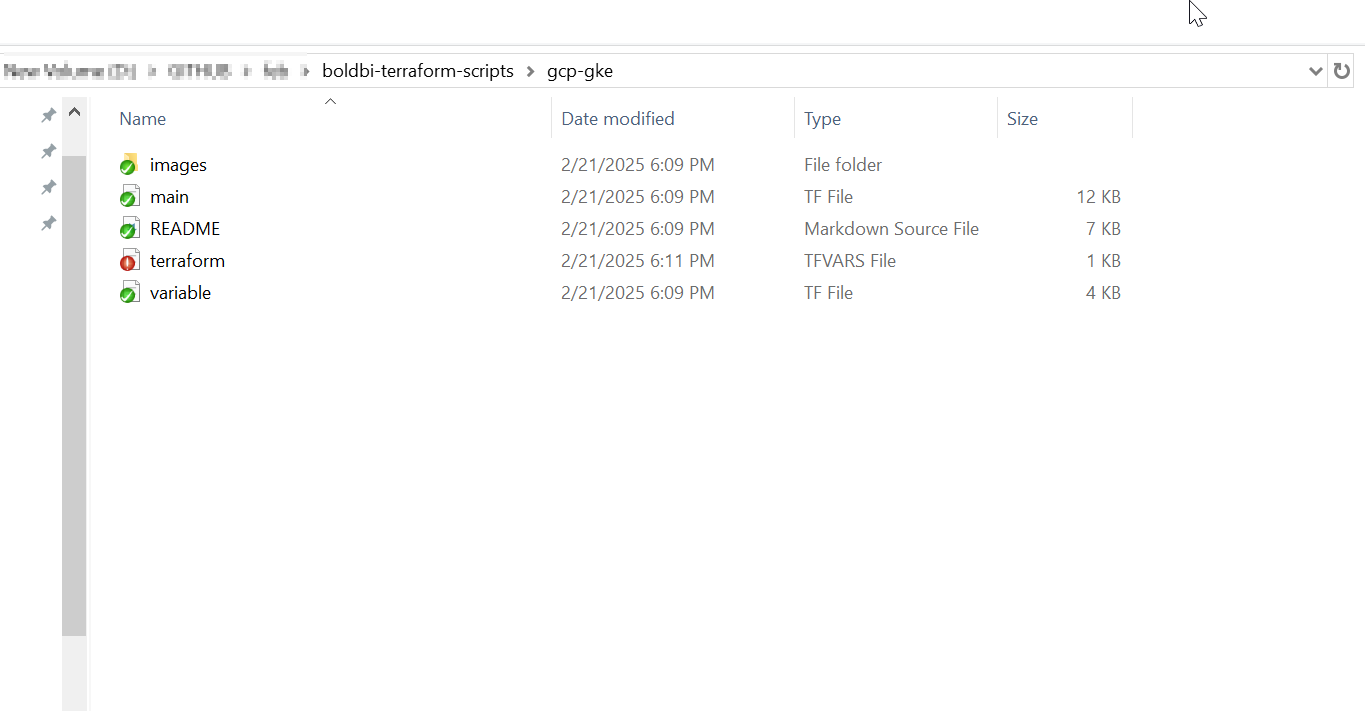 boldbi-terraform-scripts > gcp-gke
Name Date modified Type Size
images 2/21/2025 6:09 PM File folder
main 2/21/2025 6:09 PM TF File 12 KB
README 2/21/2025 6:09 PM Markdown Source File 7 KB
terraform 2/21/2025 6:11 PM TFVARS File 1 KB
variable 2/21/2025 6:09 PM TF File 4 KB